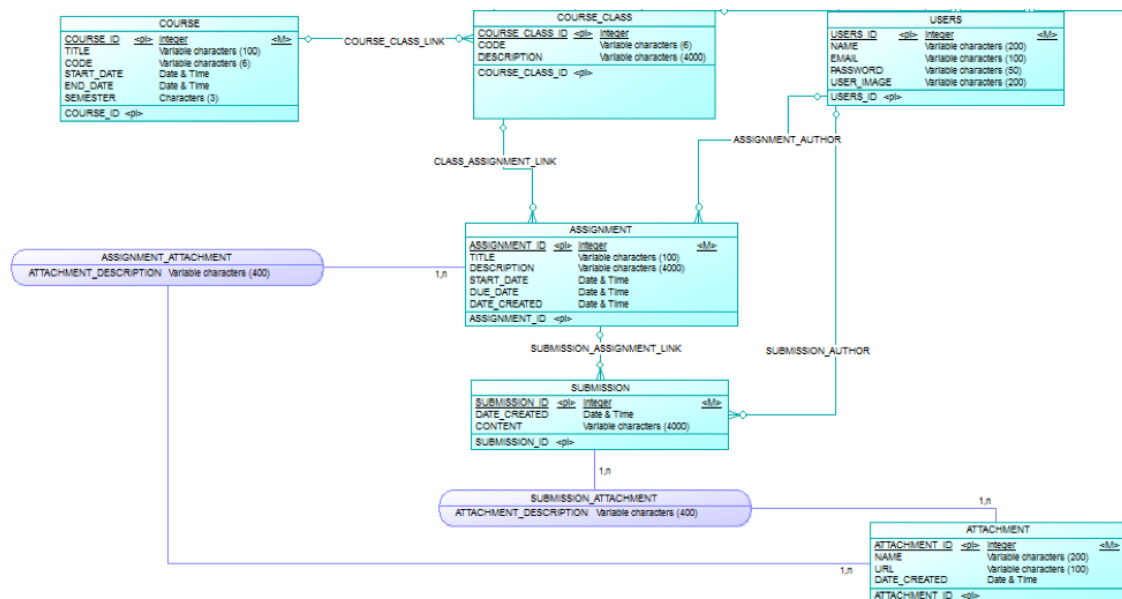 COURSE
COURSE_ID <pi> Integer <M>
TITLE Variable characters (100)
CODE Variable characters (6)
START_DATE Date & Time
END_DATE Date & Time
SEMESTER Characters (3)
COURSE_ID <pi>
COURSE_CLASS_LINK
COURSE_CLASS
COURSE_CLASS_ID <pi> Integer
CODE Variable characters (6)
DESCRIPTION Variable characters (4000)
COURSE_CLASS_ID <pi>
USERS
USERS_ID <pi> Integer <M>
NAME Variable characters (200)
EMAIL Variable characters (100)
PASSWORD Variable characters (50)
USER_IMAGE Variable characters (200)
USERS_ID <pi>
ASSIGNMENT_AUTHOR
CLASS_ASSIGNMENT_LINK
ASSIGNMENT
ASSIGNMENT_ID <pi> Integer <M>
TITLE Variable characters (100)
DESCRIPTION Variable characters (4000)
START_DATE Date & Time
DUE_DATE Date & Time
DATE_CREATED Date & Time
ASSIGNMENT_ID <pi>
ASSIGNMENT_ATTACHMENT
ATTACHMENT_DESCRIPTION Variable characters (400)
1,n
SUBMISSION_ASSIGNMENT_LINK
SUBMISSION_AUTHOR
SUBMISSION
SUBMISSION_ID <pi> Integer <M>
DATE_CREATED Date & Time
CONTENT Variable characters (4000)
SUBMISSION_ID <pi>
1,n
SUBMISSION_ATTACHMENT
ATTACHMENT_DESCRIPTION Variable characters (400)
1,n
ATTACHMENT
ATTACHMENT_ID <pi> Integer <M>
NAME Variable characters (200)
URL Variable characters (100)
DATE_CREATED Date & Time
ATTACHMENT_ID <pi>
1,n